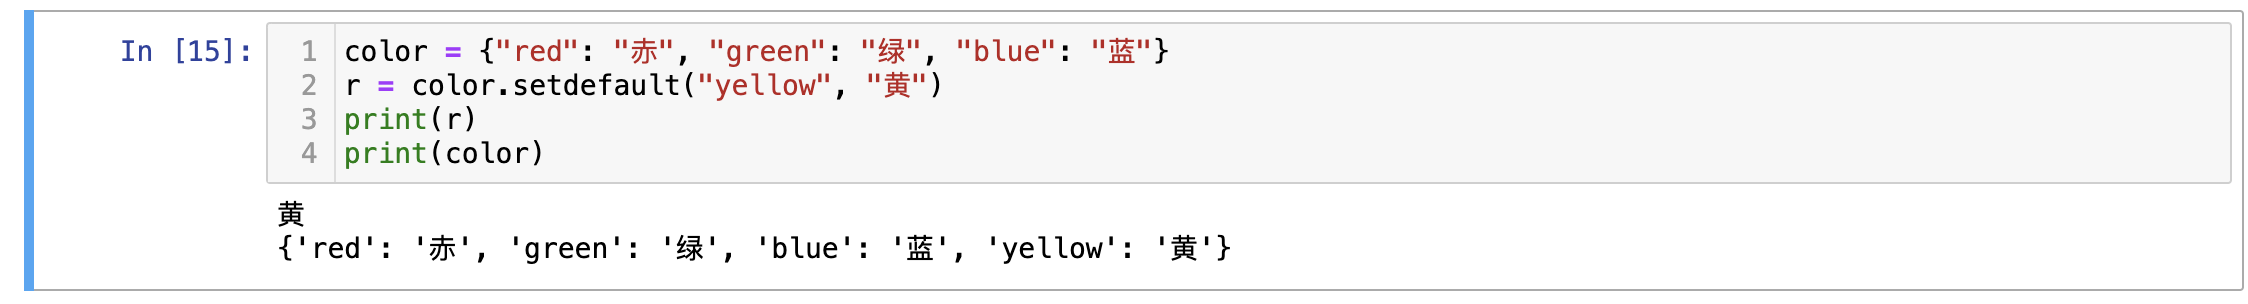 In [15]:
1 color = {"red": "赤", "green": "绿", "blue": "蓝"}
2 r = color.setdefault("yellow", "黄")
3 print(r)
4 print(color)
黄
{'red': '赤', 'green': '绿', 'blue': '蓝', 'yellow': '黄'}